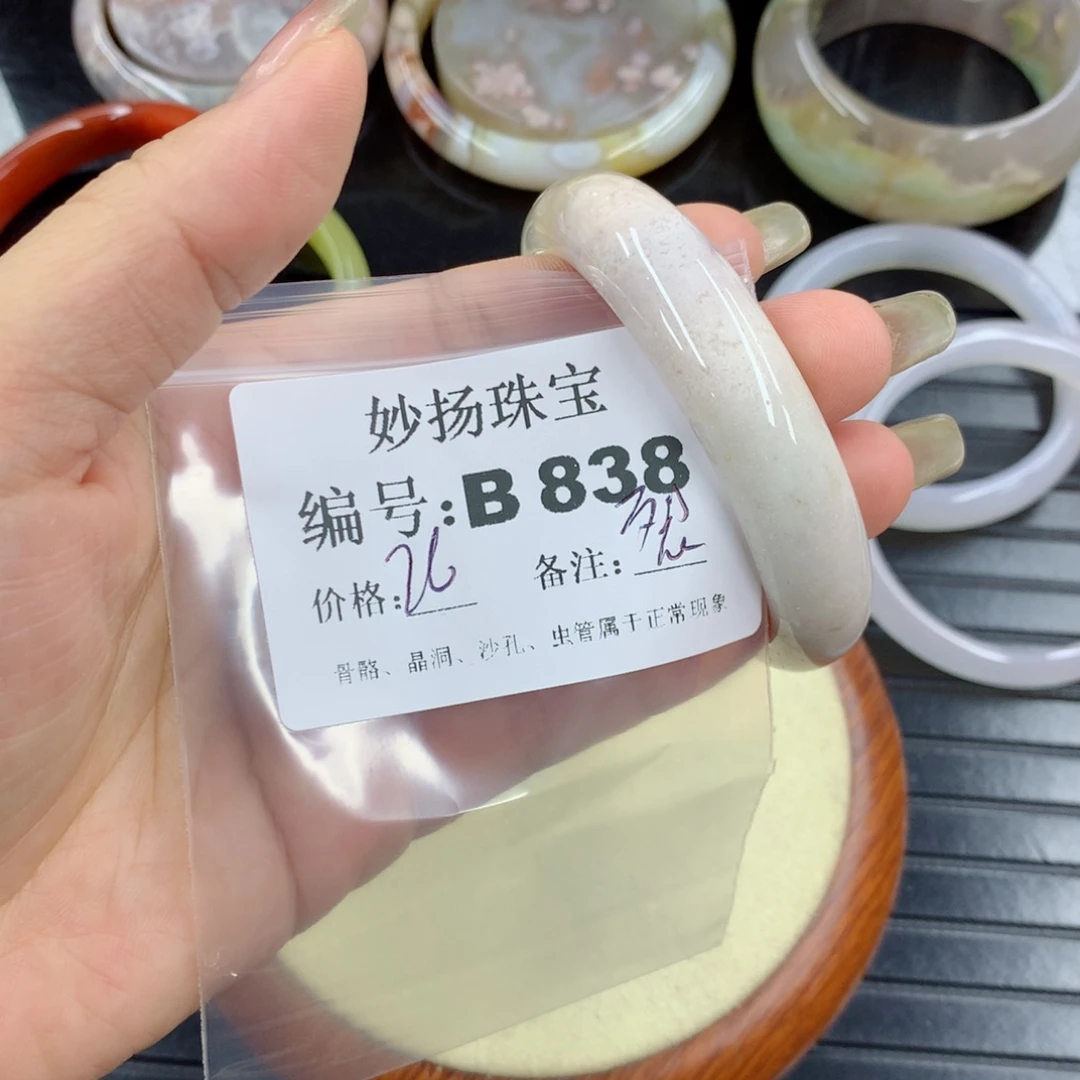 妙扬珠宝
编号:B 838
价格:26 备注:
骨骼、晶洞、沙孔、虫管属于正常现象